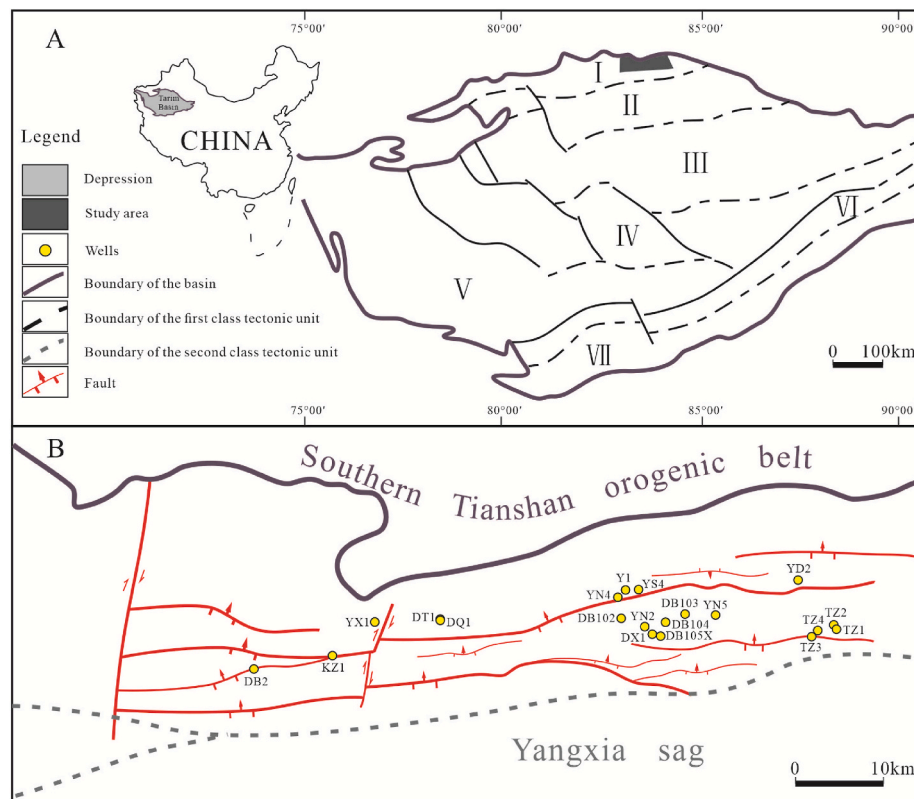 A
75°00'
80°00'
85°00'
90°00'
Tarim
Basin
CHINA
Legend
Depression
Study area
Wells
Boundary of the basin
Boundary of the first class tectonic unit
Boundary of the second class tectonic unit
Fault
I
II
III
IV
V
VI
VII
0 100km
75°00'
80°00'
85°00'
90°00'
B
Southern Tianshan orogenic belt
Y1
YS4
YN4
YD2
DB102
YN2
DB103
YN5
DB104
DX1
DB105X
TZ2
TZ4
TZ1
TZ3
YX1
DT1
DQ1
KZ1
DB2
Yangxia sag
0 10km